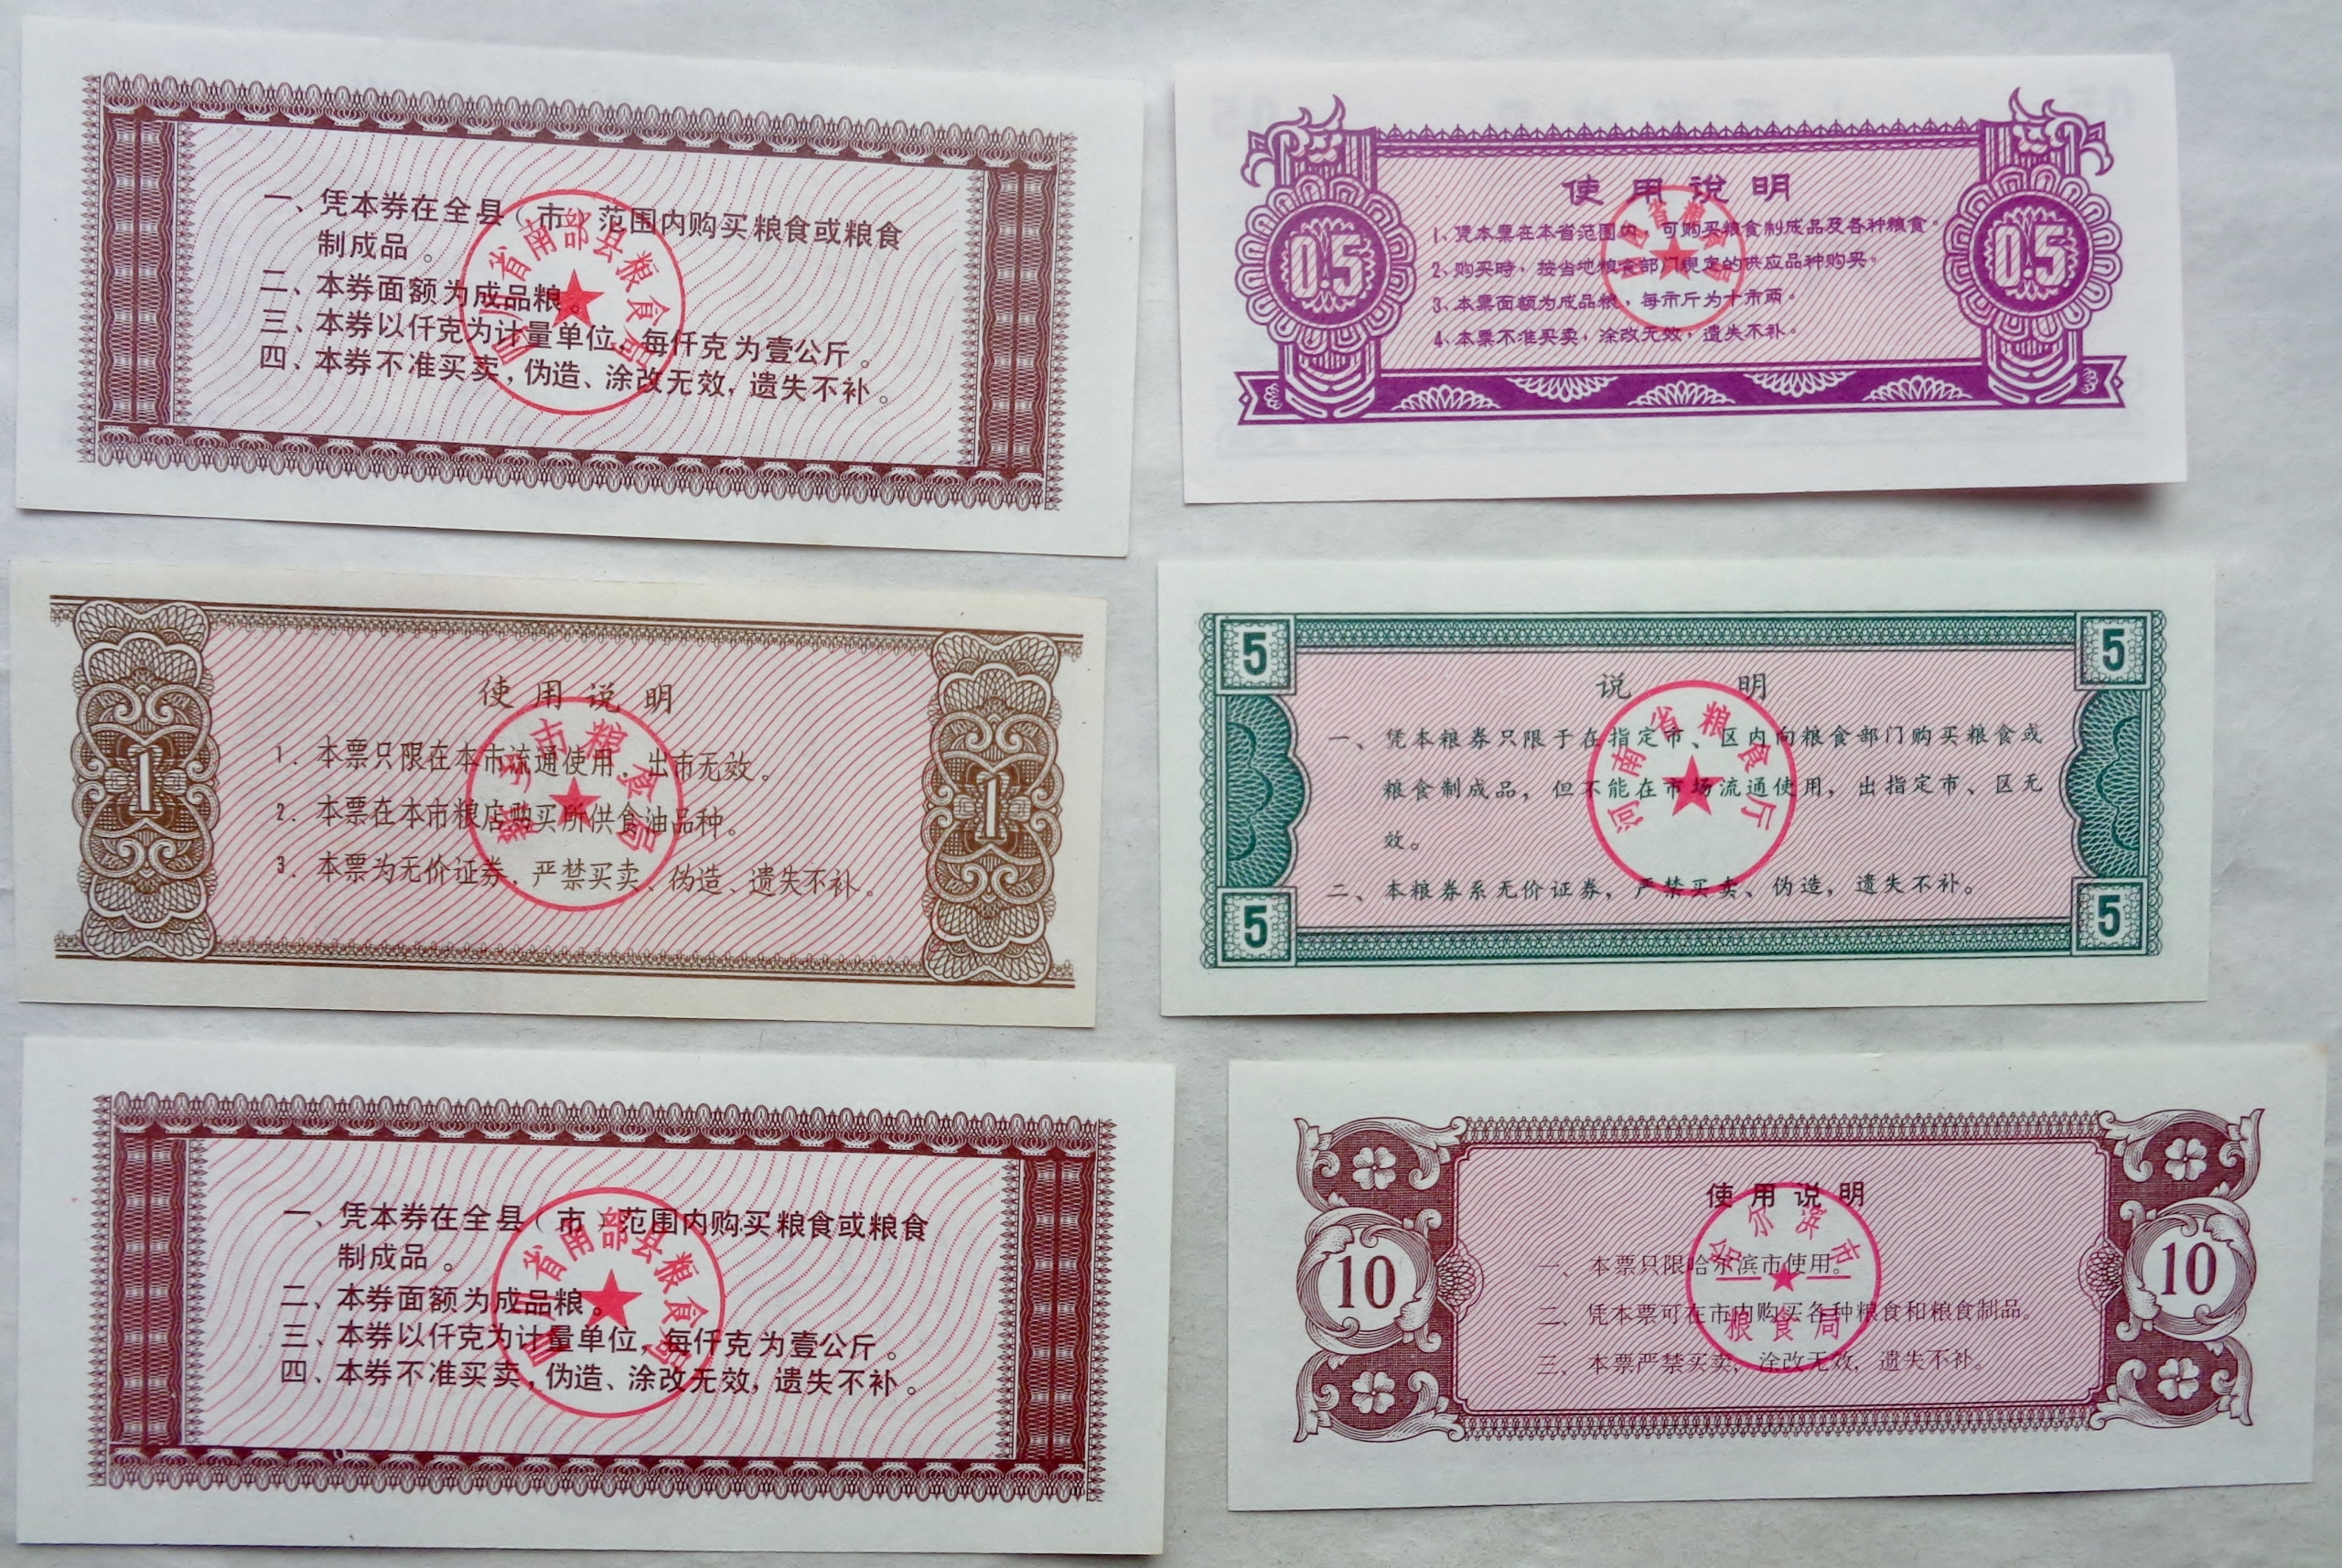 一、凭本券在全县（市）范围内购买粮食或粮食
制成品。
二、本券面额为成品粮。
三、本券以仟克为计量单位，每仟克为壹公斤。
四、本券不准买卖，伪造、涂改无效，遗失不补。
四川省南部县粮食局
使用说明
1、凭本票在本省范围内，可购买粮食制成品及各种粮食。
2、购买时，按当地粮食部门规定的供应品种购买。
3、本票面额为成品粮，每市斤为十市两。
4、本票不准买卖，涂改无效，遗失不补。
0.5
0.5
省粮食
使用说明
1. 本票只限在本市流通使用，出市无效。
2. 本票在本市粮店购买所供食油品种。
3. 本票为无价证券，严禁买卖、伪造、遗失不补。
市粮食局
1
1
5
5
说明
一、凭本粮券只限于在指定市、区内向粮食部门购买粮食或
粮食制成品，但不能在市场流通使用，出指定市、区无
效。
二、本粮券系无价证券，严禁买卖、伪造，遗失不补。
河南省粮食厅
5
5
一、凭本券在全县（市）范围内购买粮食或粮食
制成品。
二、本券面额为成品粮。
三、本券以仟克为计量单位，每仟克为壹公斤。
四、本券不准买卖，伪造、涂改无效，遗失不补。
四川省南部县粮食局
使用说明
一、本票只限哈尔滨市使用。
二、凭本票可在市内购买各种粮食和粮食制品。
三、本票严禁买卖，涂改无效，遗失不补。
哈尔滨市
粮食局
10
10